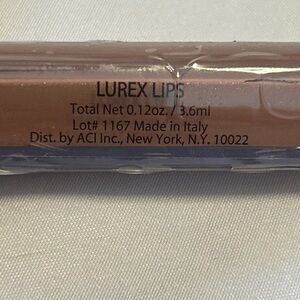 LUREX LIPS
Total Net 0.12oz. / 3.6ml
Lot# 1167 Made in Italy
Dist. by ACI Inc., New York, N.Y. 10022